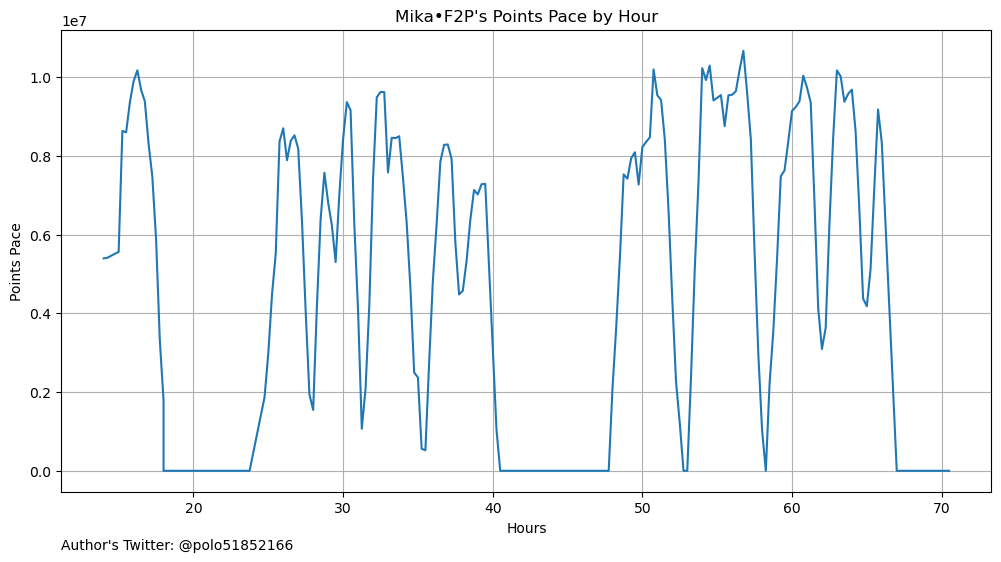 Mika•F2P's Points Pace by Hour
1e7
1.0
0.8
0.6
0.4
0.2
0.0
Points Pace
20 30 40 50 60 70
Hours
Author's Twitter: @polo51852166